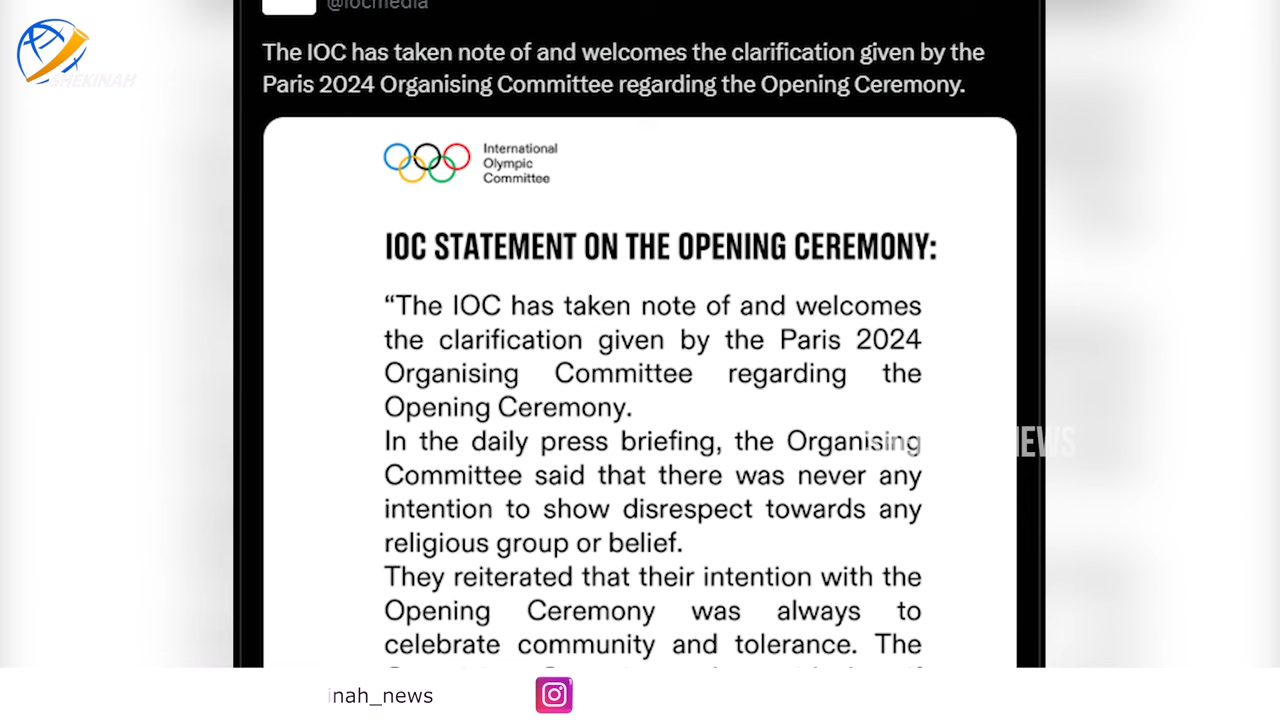 @iocmedia
SHEKINAH
The IOC has taken note of and welcomes the clarification given by the
Paris 2024 Organising Committee regarding the Opening Ceremony.
International
Olympic
Committee
IOC STATEMENT ON THE OPENING CEREMONY:
“The IOC has taken note of and welcomes
the clarification given by the Paris 2024
Organising Committee regarding the
Opening Ceremony.
In the daily press briefing, the Organising
NEWS
Committee said that there was never any
intention to show disrespect towards any
religious group or belief.
They reiterated that their intention with the
Opening Ceremony was always to
celebrate community and tolerance. The
inah_news